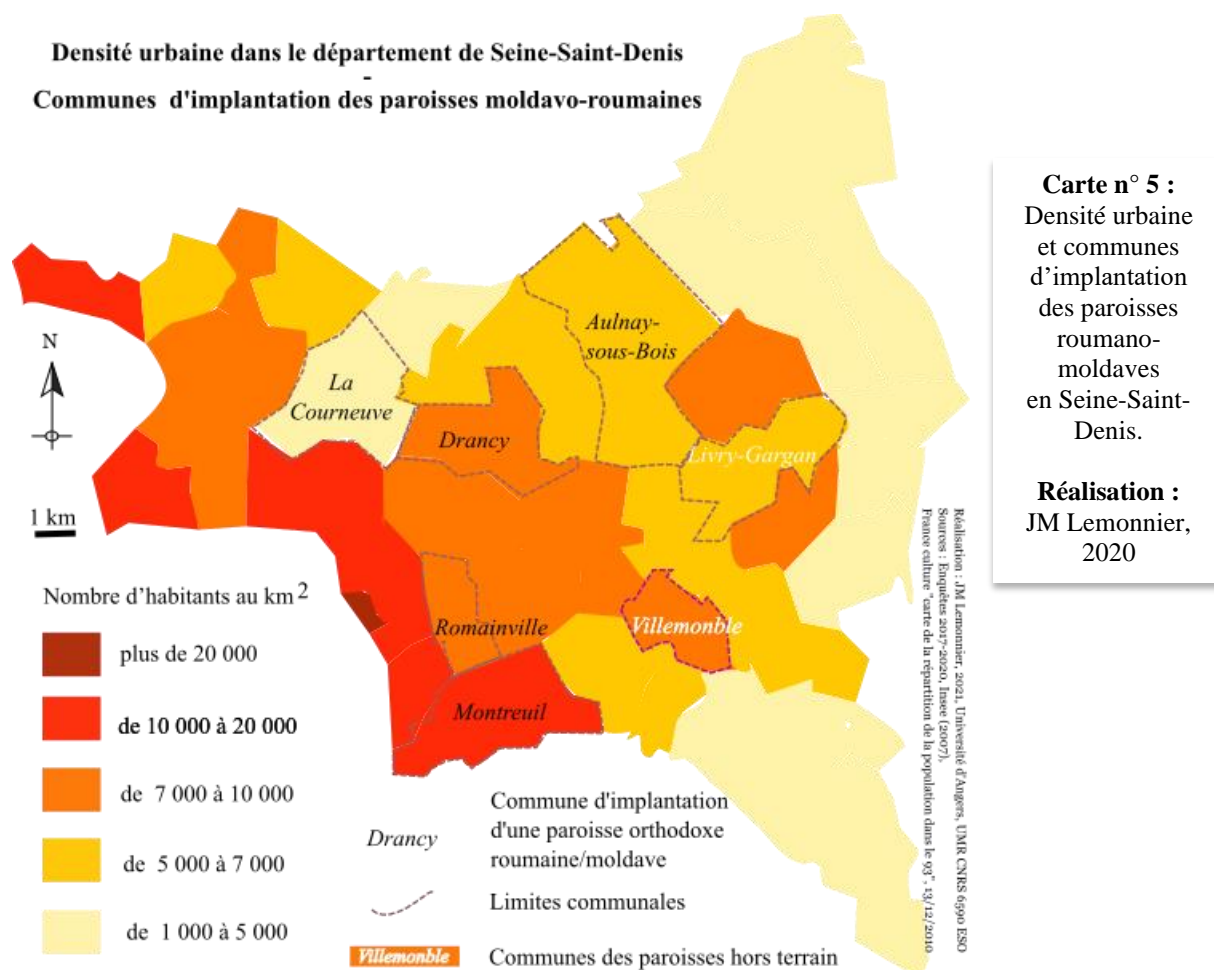 Densité urbaine dans le département de Seine-Saint-Denis
-
Communes d'implantation des paroisses moldavo-roumaines
Carte n° 5 :
Densité urbaine
et communes
d'implantation
des paroisses
roumano-
moldaves
en Seine-Saint-
Denis.
Réalisation :
JM Lemonnier,
2020
Aulnay-
sous-Bois
N
La
Courneuve
Drancy
Livry-Gargan
1 km
Romainville
Villemonble
Montreuil
Nombre d'habitants au km2
plus de 20 000
de 10 000 à 20 000
de 7 000 à 10 000
de 5 000 à 7 000
de 1 000 à 5 000
Drancy
Commune d'implantation
d'une paroisse orthodoxe
roumaine/moldave
Limites communales
Villemonble
Communes des paroisses hors terrain
Réalisation : JM Lemonnier, 2021, Université d'Angers, UMR CNRS 6590 ESO
Sources : Enquêtes 2017-2020, Insee (2007),
France culture "carte de la répartition de la population dans le 93", 13/12/2010